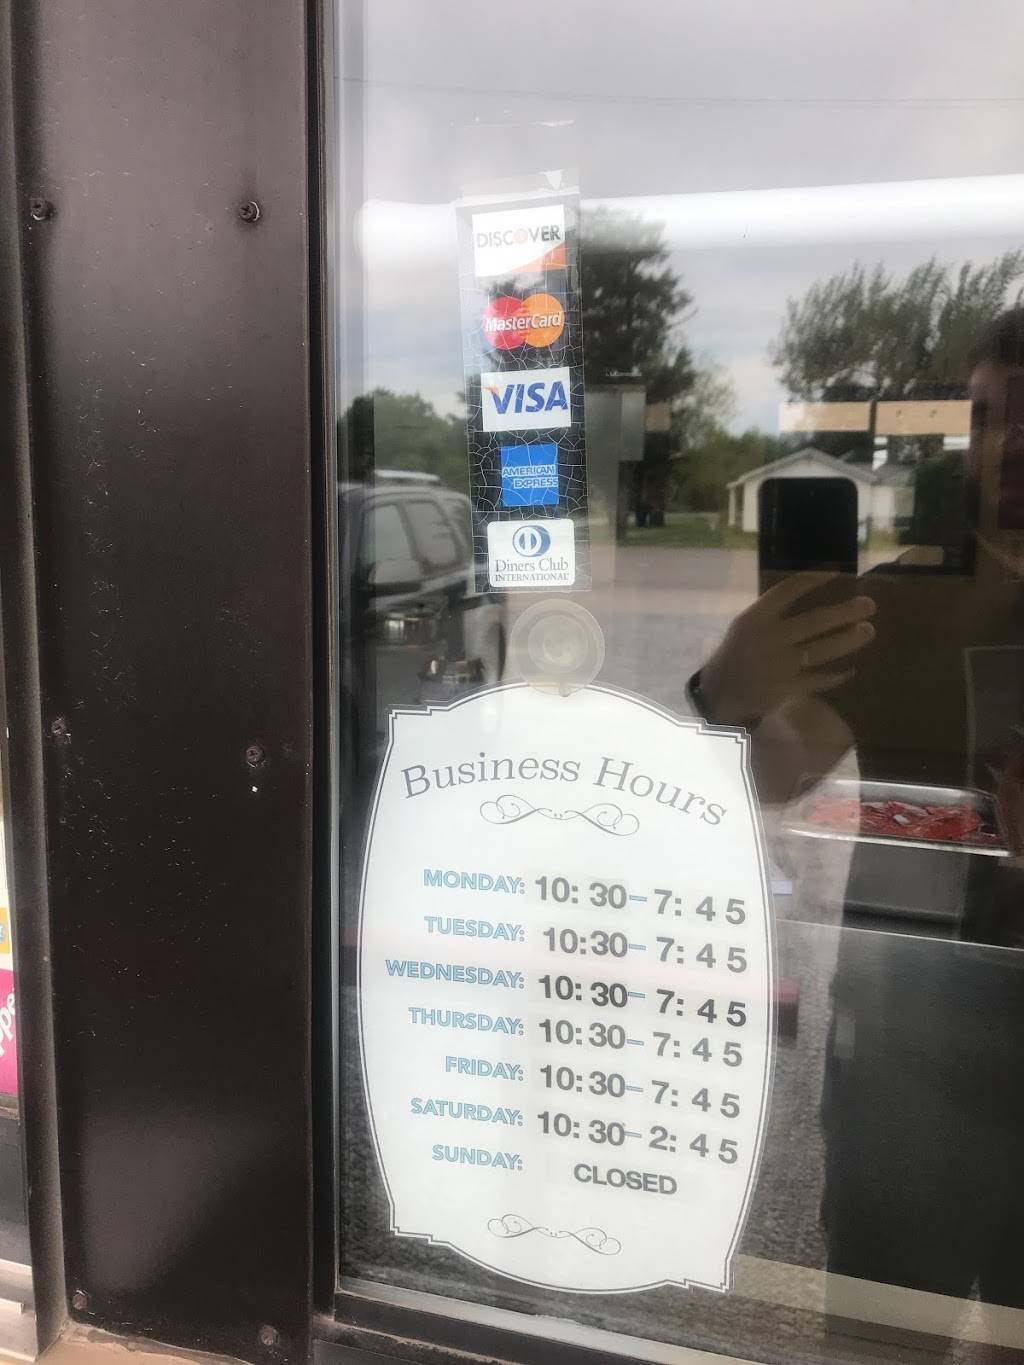 DISCOVER
MasterCard
VISA
AMERICAN
EXPRESS
Diners Club
INTERNATIONAL
Business Hours
MONDAY: 10:30-7:45
TUESDAY: 10:30-7:45
WEDNESDAY: 10:30-7:45
THURSDAY: 10:30-7:45
FRIDAY: 10:30-7:45
SATURDAY: 10:30-2:45
SUNDAY: CLOSED